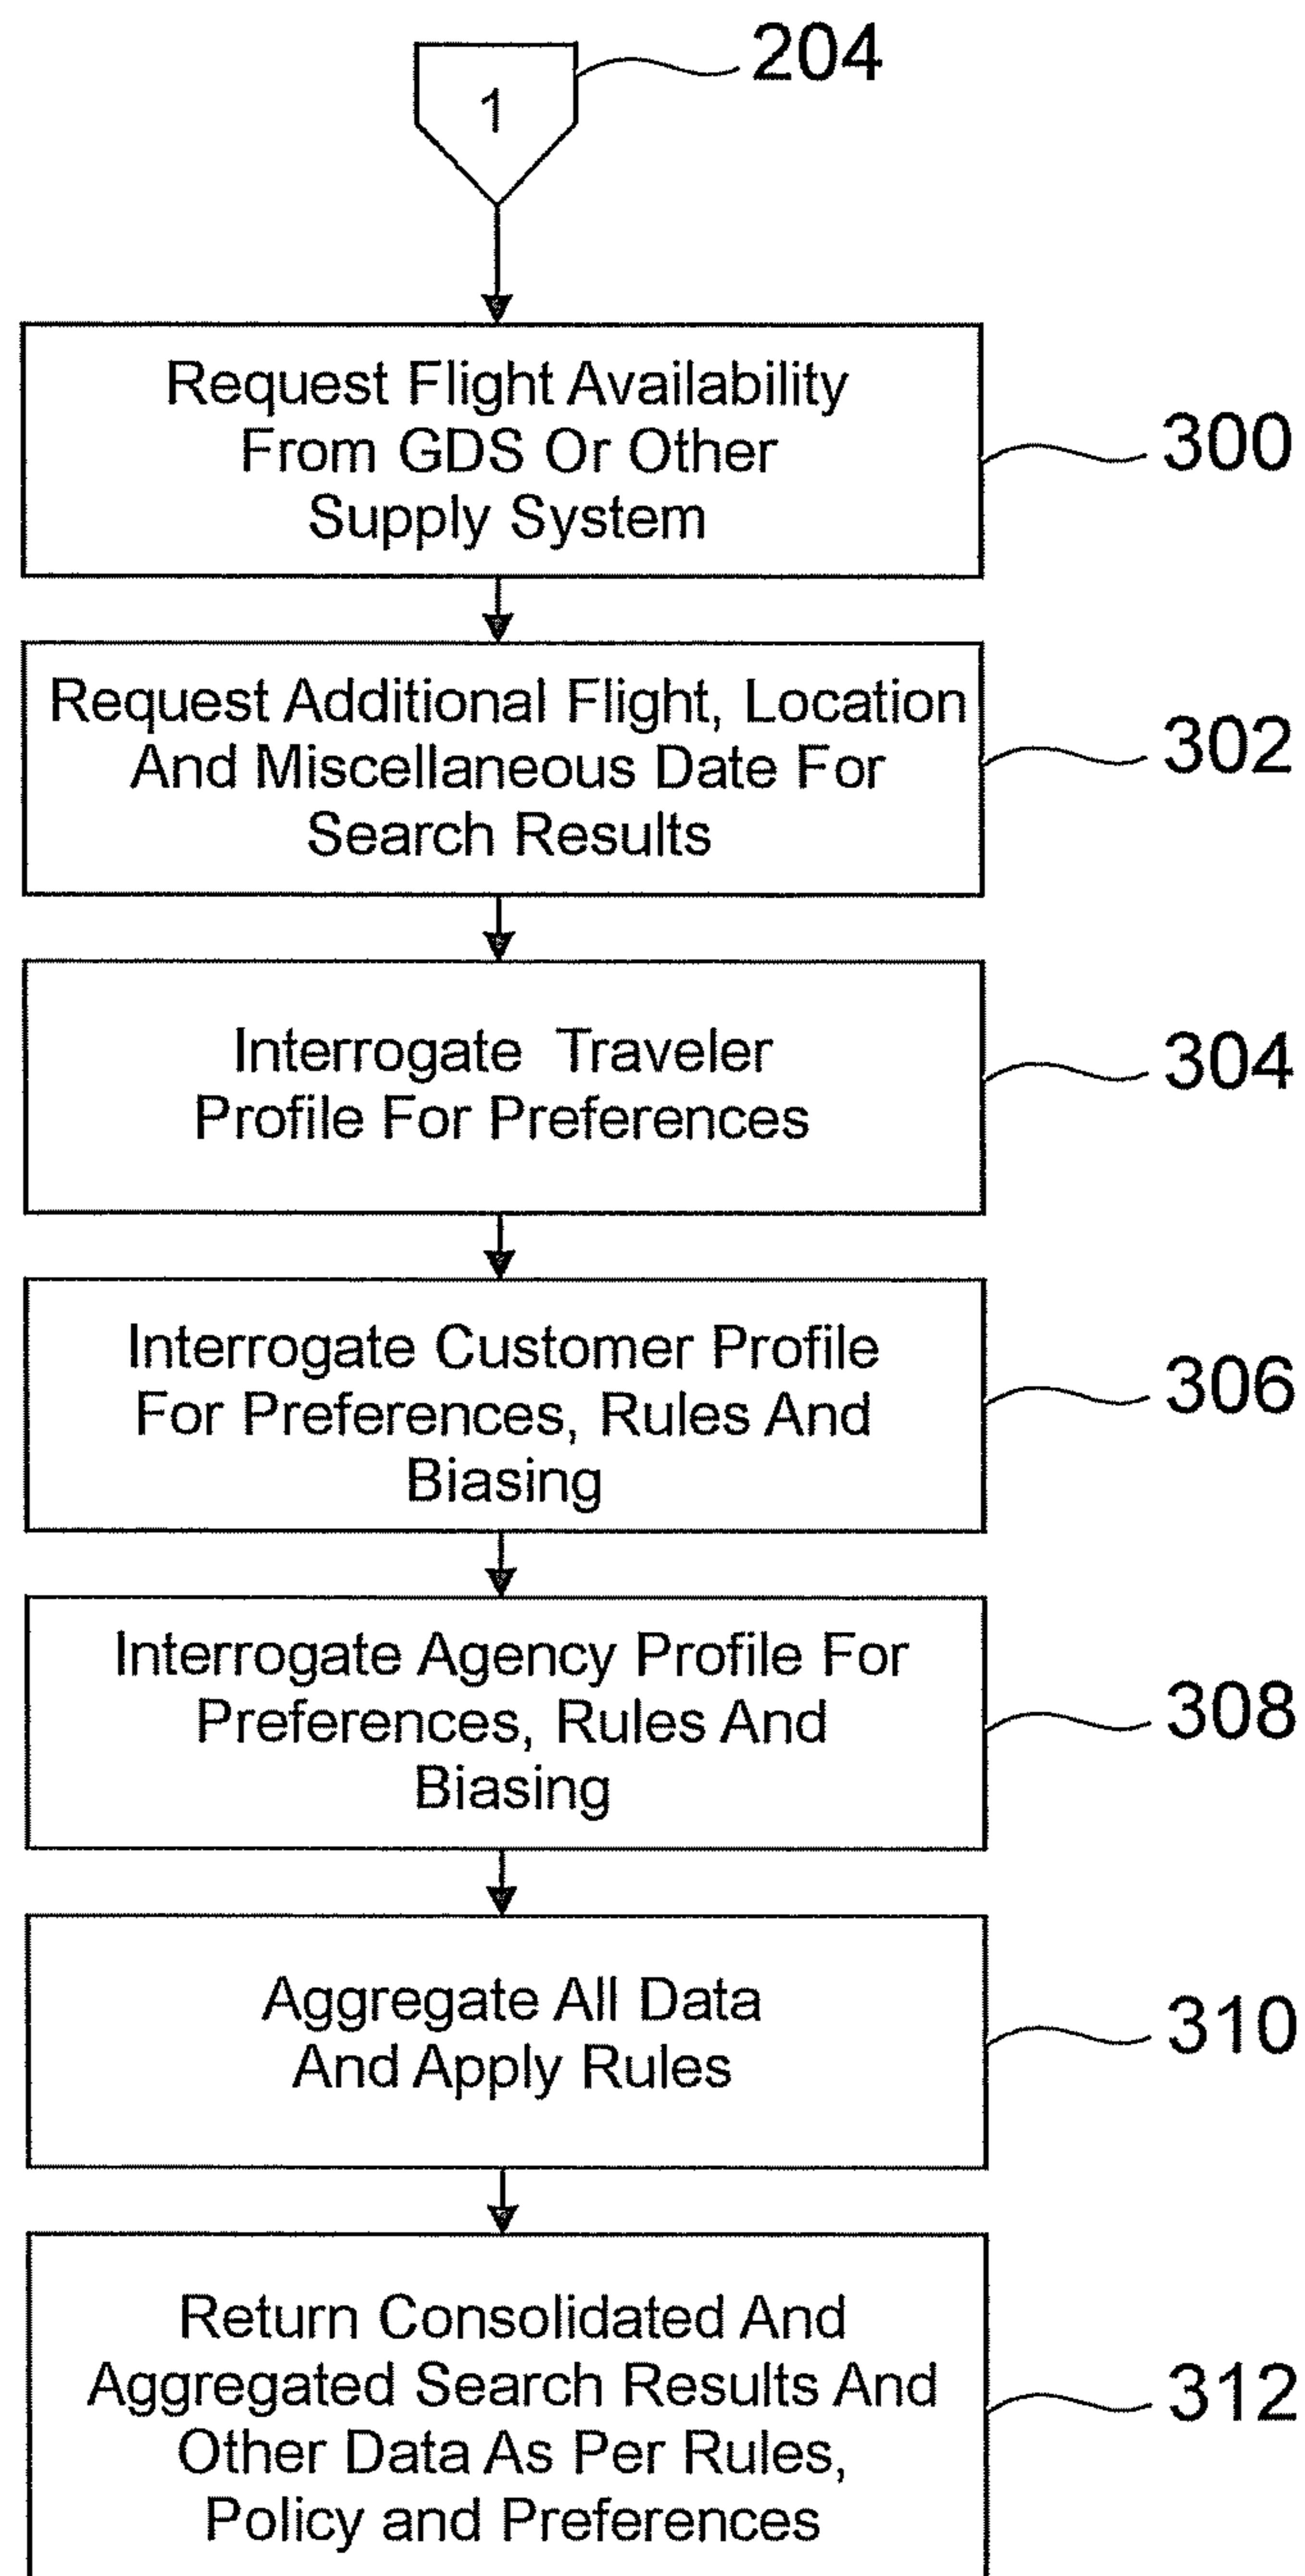 204
1
Request Flight Availability
From GDS Or Other
Supply System
300
Request Additional Flight, Location
And Miscellaneous Date For
Search Results
302
Interrogate Traveler
Profile For Preferences
304
Interrogate Customer Profile
For Preferences, Rules And
Biasing
306
Interrogate Agency Profile For
Preferences, Rules And
Biasing
308
Aggregate All Data
And Apply Rules
310
Return Consolidated And
Aggregated Search Results And
Other Data As Per Rules,
Policy and Preferences
312